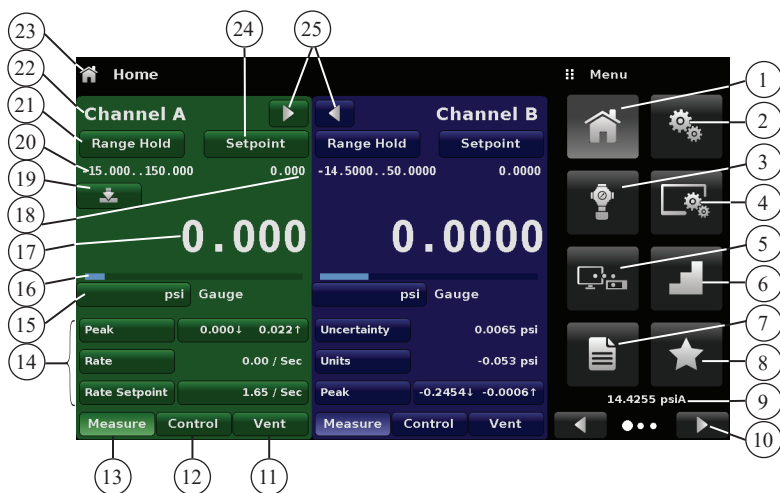 23
24
25
Home
Menu
22
1
Channel A
Channel B
21
Range Hold
Setpoint
Range Hold
Setpoint
2
20
-15.000..150.000
0.000
-14.5000..50.0000
0.0000
3
19
18
4
17
0.000
0.0000
5
16
6
15
psi
Gauge
psi
Gauge
7
14
Peak
0.000↓ 0.022↑
Uncertainty
0.0065 psi
Rate
0.00 / Sec
Units
-0.053 psi
8
Rate Setpoint
1.65 / Sec
Peak
-0.2454↓ -0.0006↑
14.4255 psiA
9
Measure
Control
Vent
Measure
Control
Vent
10
13
12
11